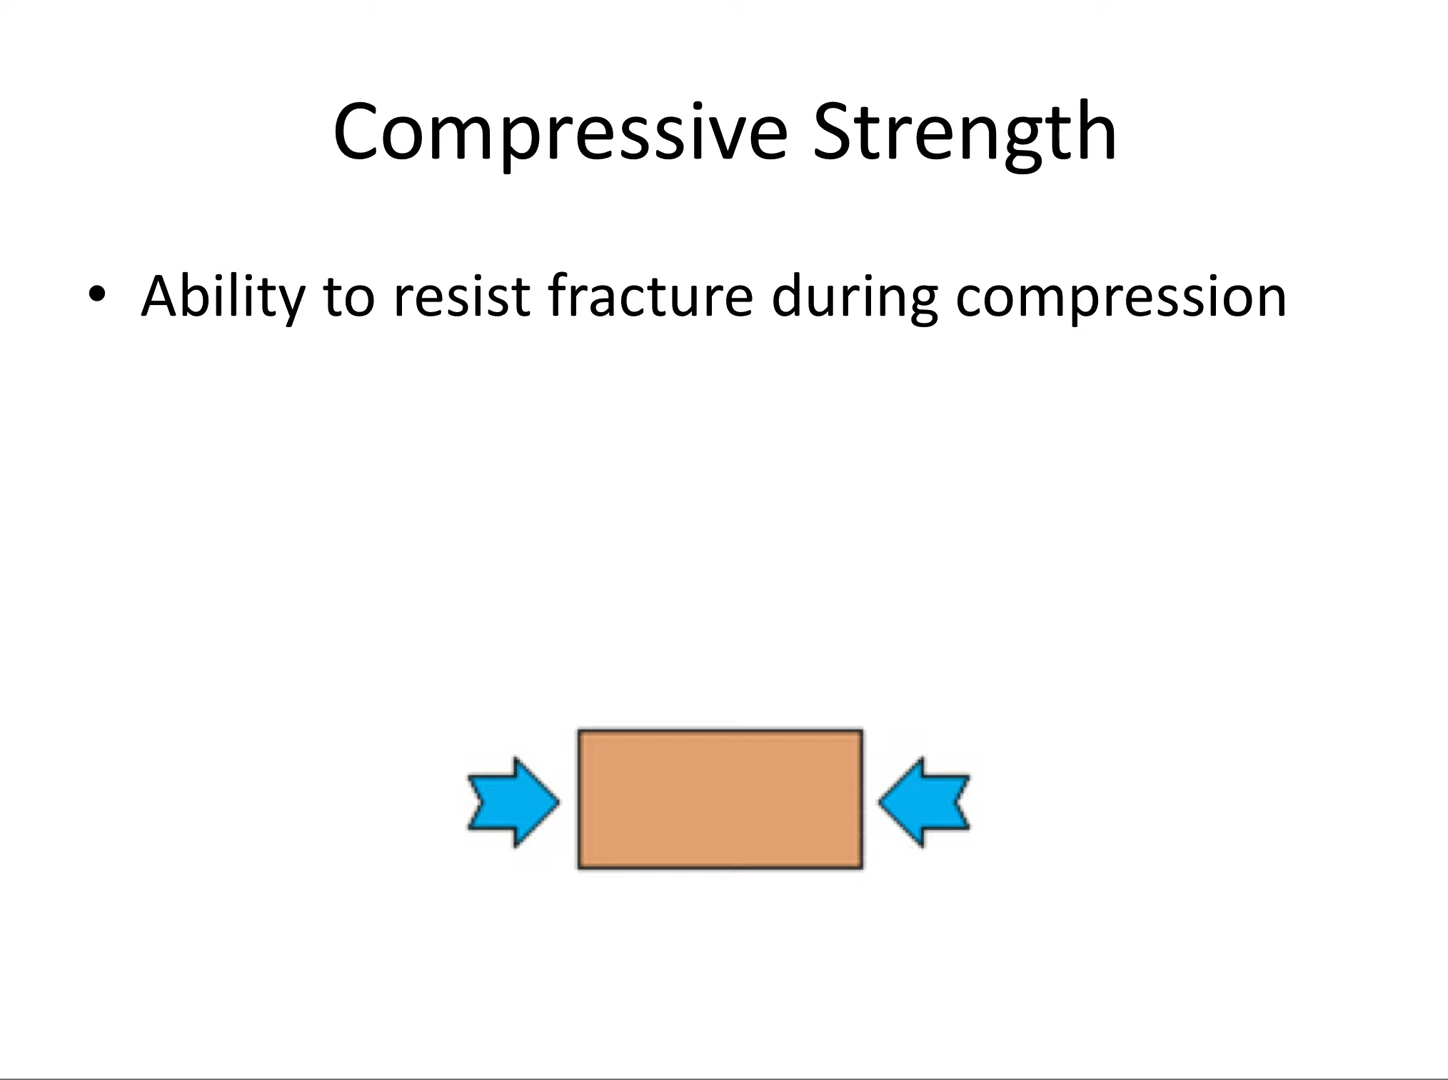 Compressive Strength
• Ability to resist fracture during compression